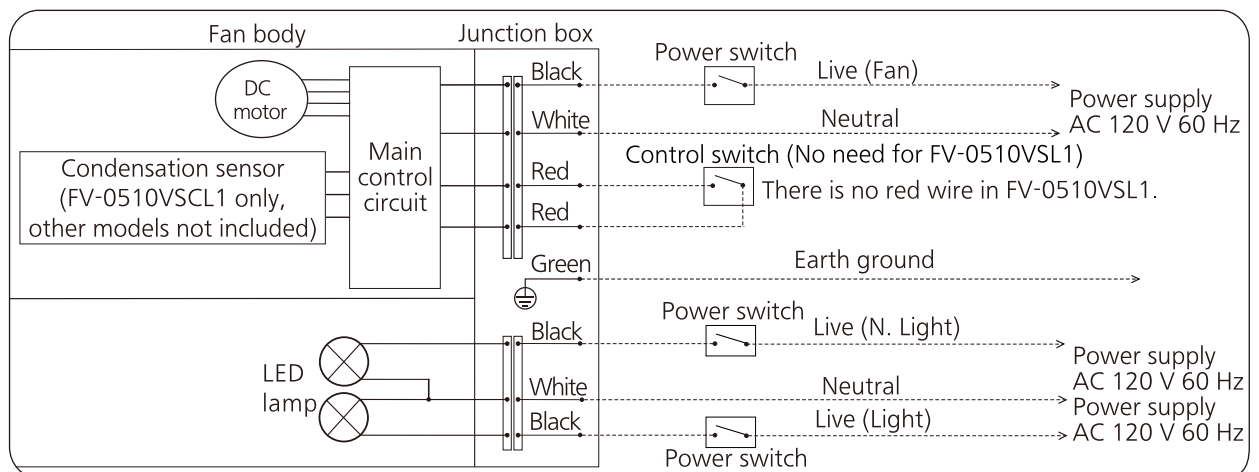 Fan body
Junction box
DC
motor
Condensation sensor
(FV-0510VSCL1 only,
other models not included)
Main
control
circuit
Black
Power switch
Live (Fan)
Power supply
AC 120 V 60 Hz
White
Neutral
Control switch (No need for FV-0510VSL1)
Red
There is no red wire in FV-0510VSL1.
Red
Green
Earth ground
LED
lamp
Black
Power switch
Live (N. Light)
Power supply
AC 120 V 60 Hz
White
Neutral
Power supply
AC 120 V 60 Hz
Black
Live (Light)
Power switch